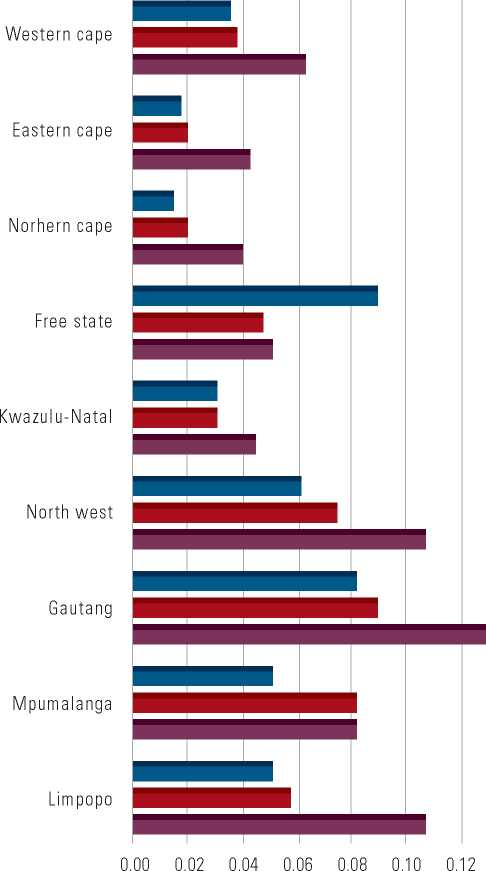 Western cape
Eastern cape
Norhern cape
Free state
Kwazulu-Natal
North west
Gautang
Mpumalanga
Limpopo
0.00 0.02 0.04 0.06 0.08 0.10 0.12